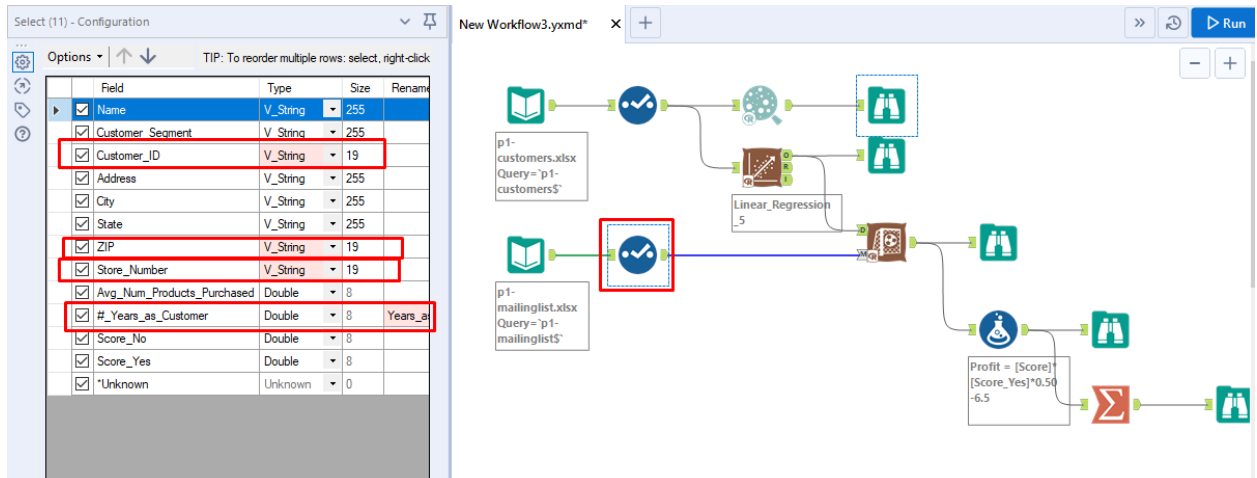 Select (11) - Configuration
Options
TIP: To reorder multiple rows: select, right-click
Field Type Size Rename
Name V_String 255
Customer_Segment V_String 255
Customer_ID V_String 19
Address V_String 255
City V_String 255
State V_String 255
ZIP V_String 19
Store_Number V_String 19
Avg_Num_Products_Purchased Double 8
#_Years_as_Customer Double 8 Years_as
Score_No Double 8
Score_Yes Double 8
*Unknown Unknown 0
New Workflow3.yxmd*
Run
p1-
customers.xlsx
Query=`p1-
customers$`
R
O
R
I
R
Linear_Regression
_5
D
M
R
p1-
mailinglist.xlsx
Query=`p1-
mailinglist$`
Profit = [Score]*
[Score_Yes]*0.50
-6.5